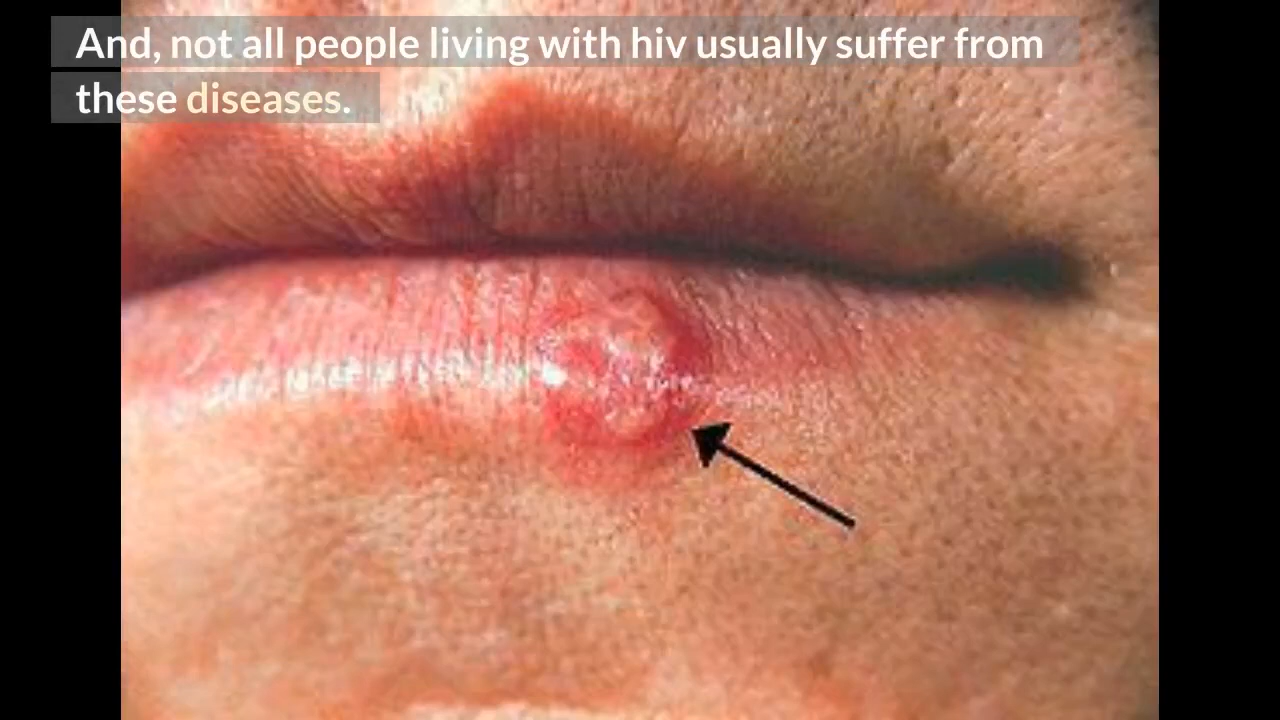 And, not all people living with hiv usually suffer from
these diseases.